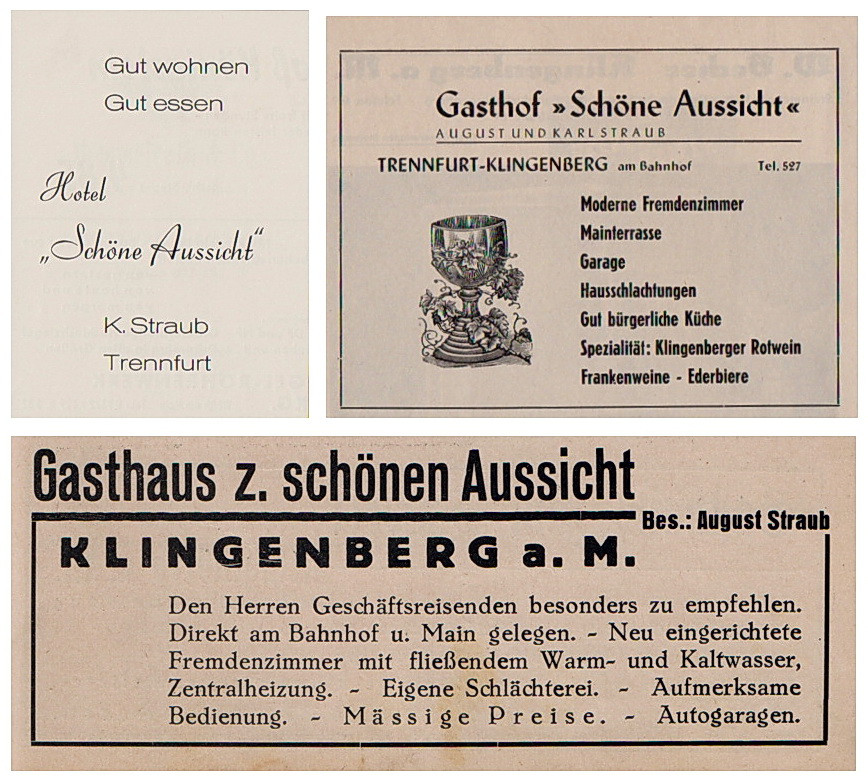 Gut wohnen
Gut essen
Hotel
„Schöne Aussicht“
K. Straub
Trennfurt
Gasthof »Schöne Aussicht«
AUGUST UND KARL STRAUB
TRENNFURT-KLINGENBERG am Bahnhof Tel. 527
Moderne Fremdenzimmer
Mainterrasse
Garage
Hausschlachtungen
Gut bürgerliche Küche
Spezialität: Klingenberger Rotwein
Frankenweine - Ederbiere
Gasthaus z. schönen Aussicht
Bes.: August Straub
KLINGENBERG a. M.
Den Herren Geschäftsreisenden besonders zu empfehlen.
Direkt am Bahnhof u. Main gelegen. - Neu eingerichtete
Fremdenzimmer mit fließendem Warm- und Kaltwasser,
Zentralheizung. - Eigene Schlächterei. - Aufmerksame
Bedienung. - Mässige Preise. - Autogaragen.